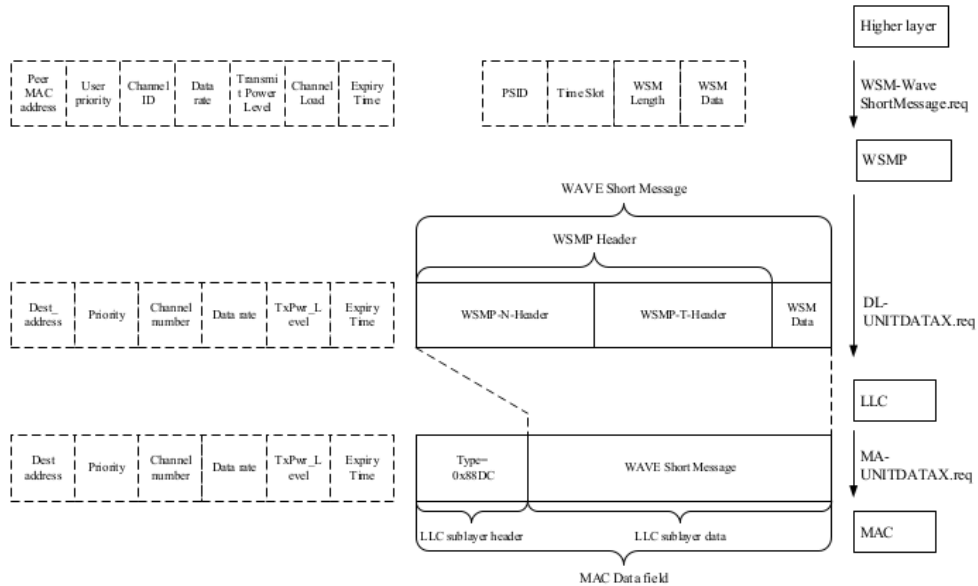 Higher layer
Peer
MAC
address
User
priority
Channel
ID
Data
rate
Transmi
t Power
Level
Channel
Load
Expiry
Time
PSID
Time Slot
WSM
Length
WSM
Data
WSM-Wave
ShortMessage.req
WSMP
WAVE Short Message
WSMP Header
Dest_
address
Priority
Channel
number
Data rate
TxPwr_L
evel
Expiry
Time
WSMP-N-Header
WSMP-T-Header
WSM
Data
DL-
UNITDATAX.req
LLC
Dest
address
Priority
Channel
number
Data rate
TxPwr_L
evel
Expiry
Time
Type=
0x88DC
WAVE Short Message
MA-
UNITDATAX.req
LLC sublayer header
LLC sublayer data
MAC
MAC Data field